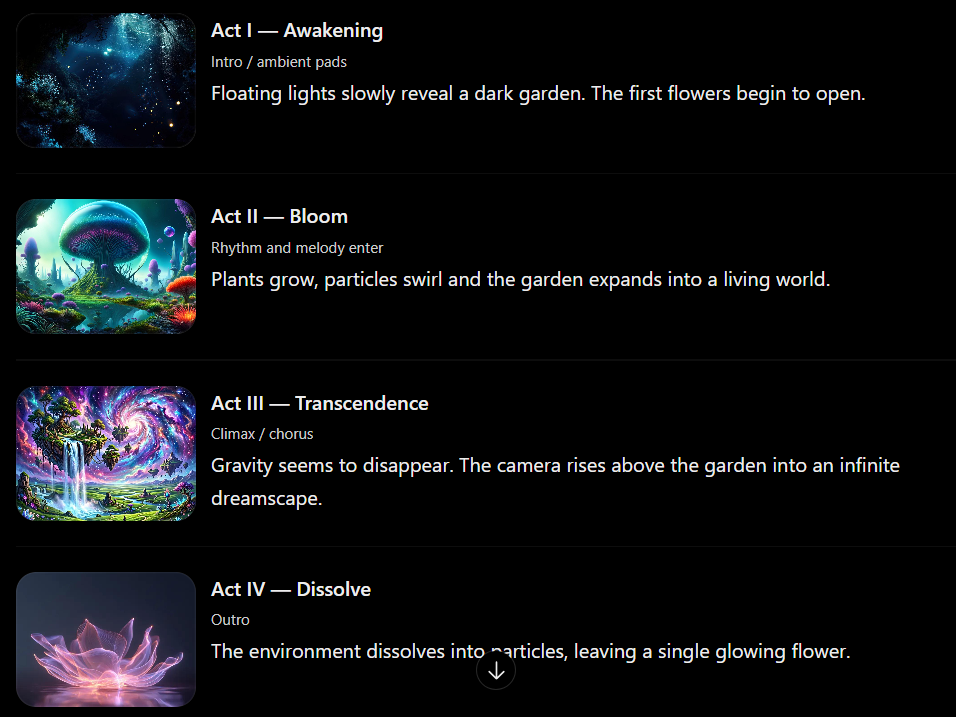 Act I — Awakening
Intro / ambient pads
Floating lights slowly reveal a dark garden. The first flowers begin to open.
Act II — Bloom
Rhythm and melody enter
Plants grow, particles swirl and the garden expands into a living world.
Act III — Transcendence
Climax / chorus
Gravity seems to disappear. The camera rises above the garden into an infinite
dreamscape.
Act IV — Dissolve
Outro
The environment dissolves into particles, leaving a single glowing flower.